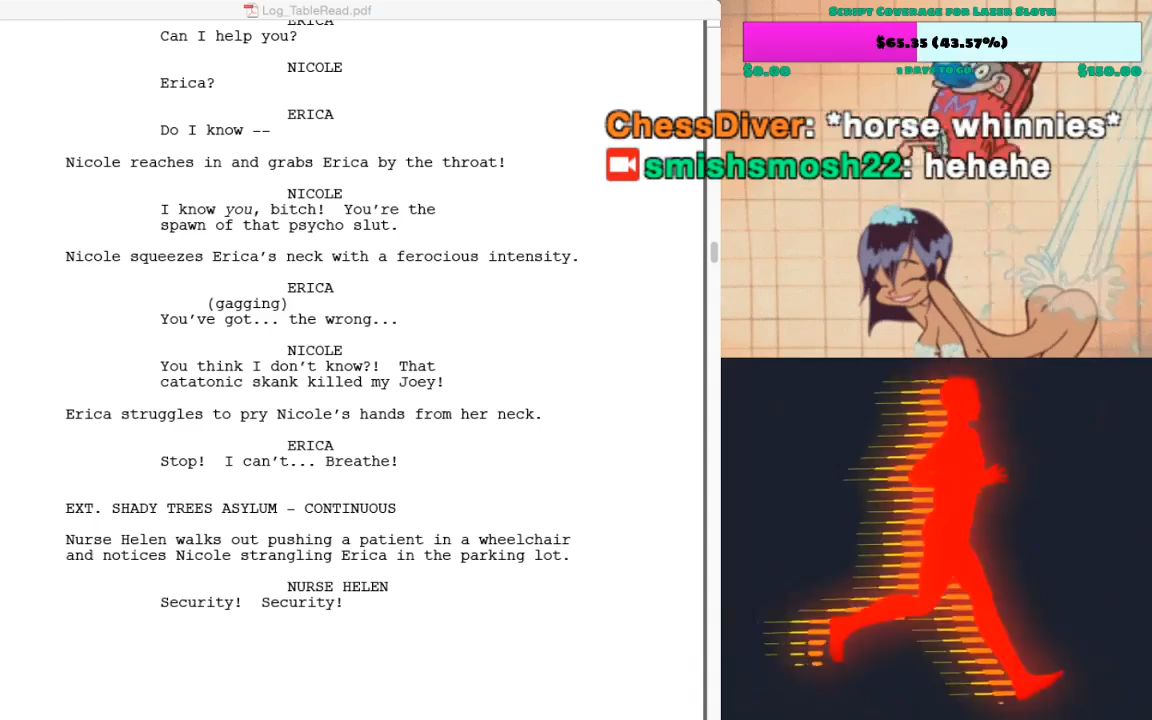 Log_TableRead.pdf
ERICA
Can I help you?
NICOLE
Erica?
ERICA
Do I know --
Nicole reaches in and grabs Erica by the throat!
NICOLE
I know you, bitch!  You're the
spawn of that psycho slut.
Nicole squeezes Erica's neck with a ferocious intensity.
ERICA
(gagging)
You've got... the wrong...
NICOLE
You think I don't know?!  That
catatonic skank killed my Joey!
Erica struggles to pry Nicole's hands from her neck.
ERICA
Stop!  I can't... Breathe!
EXT. SHADY TREES ASYLUM – CONTINUOUS
Nurse Helen walks out pushing a patient in a wheelchair
and notices Nicole strangling Erica in the parking lot.
NURSE HELEN
Security!  Security!
Script Coverage for Lazer Sloth
$65.35 (43.57%)
$0.00
DAYS TO GO
$150.00
ChessDiver: *horse whinnies*
smishsmosh22: hehehe